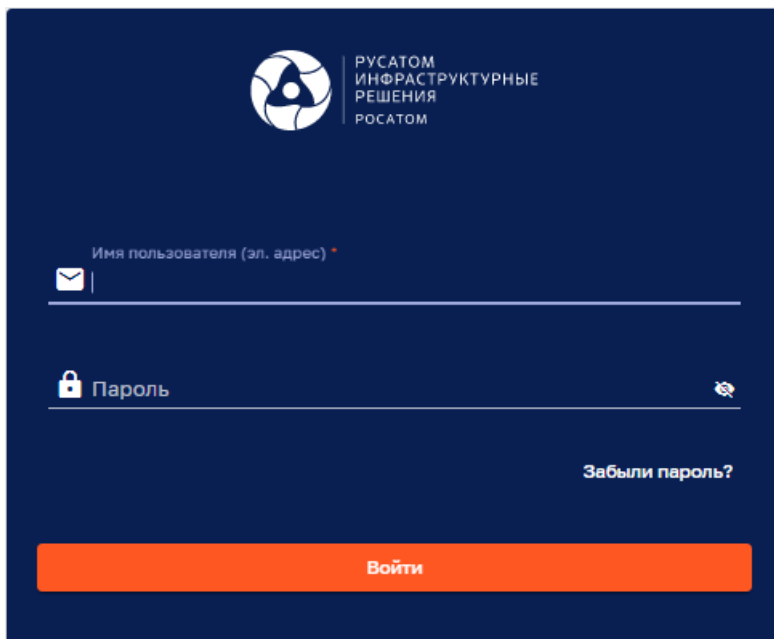 РУСАТОМ
ИНФРАСТРУКТУРНЫЕ
РЕШЕНИЯ
РОСАТОМ
Имя пользователя (эл. адрес) *
Пароль
Забыли пароль?
Войти